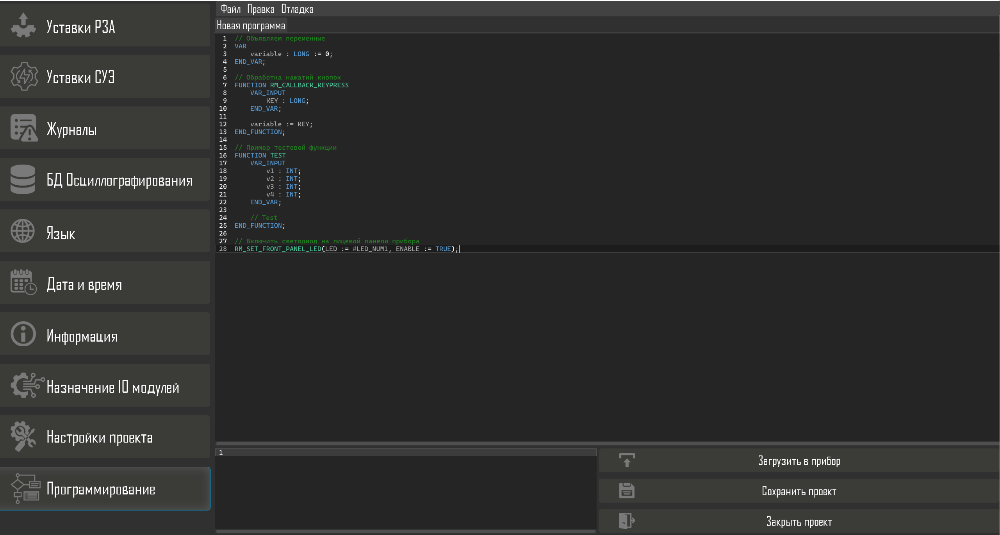 Уставки РЗА
Уставки СУЭ
Журналы
БД Осциллографирования
Язык
Дата и время
Информация
Назначение IO модулей
Настройки проекта
Программирование
Файл Правка Отладка
Новая программа
1 // Объявляем переменные
2 VAR
3     variable : LONG := 0;
4 END_VAR;
5
6 // Обработка нажатий кнопок
7 FUNCTION RM_CALLBACK_KEYPRESS
8     VAR_INPUT
9         KEY : LONG;
10     END_VAR;
11
12     variable := KEY;
13 END_FUNCTION;
14
15 // Пример тестовой функции
16 FUNCTION TEST
17     VAR_INPUT
18         v1 : INT;
19         v2 : INT;
20         v3 : INT;
21         v4 : INT;
22     END_VAR;
23
24     // Test
25 END_FUNCTION;
26
27 // Включить светодиод на лицевой панели прибора
28 RM_SET_FRONT_PANEL_LED(LED := #LED_NUM1, ENABLE := TRUE);
1
Загрузить в прибор
Сохранить проект
Закрыть проект